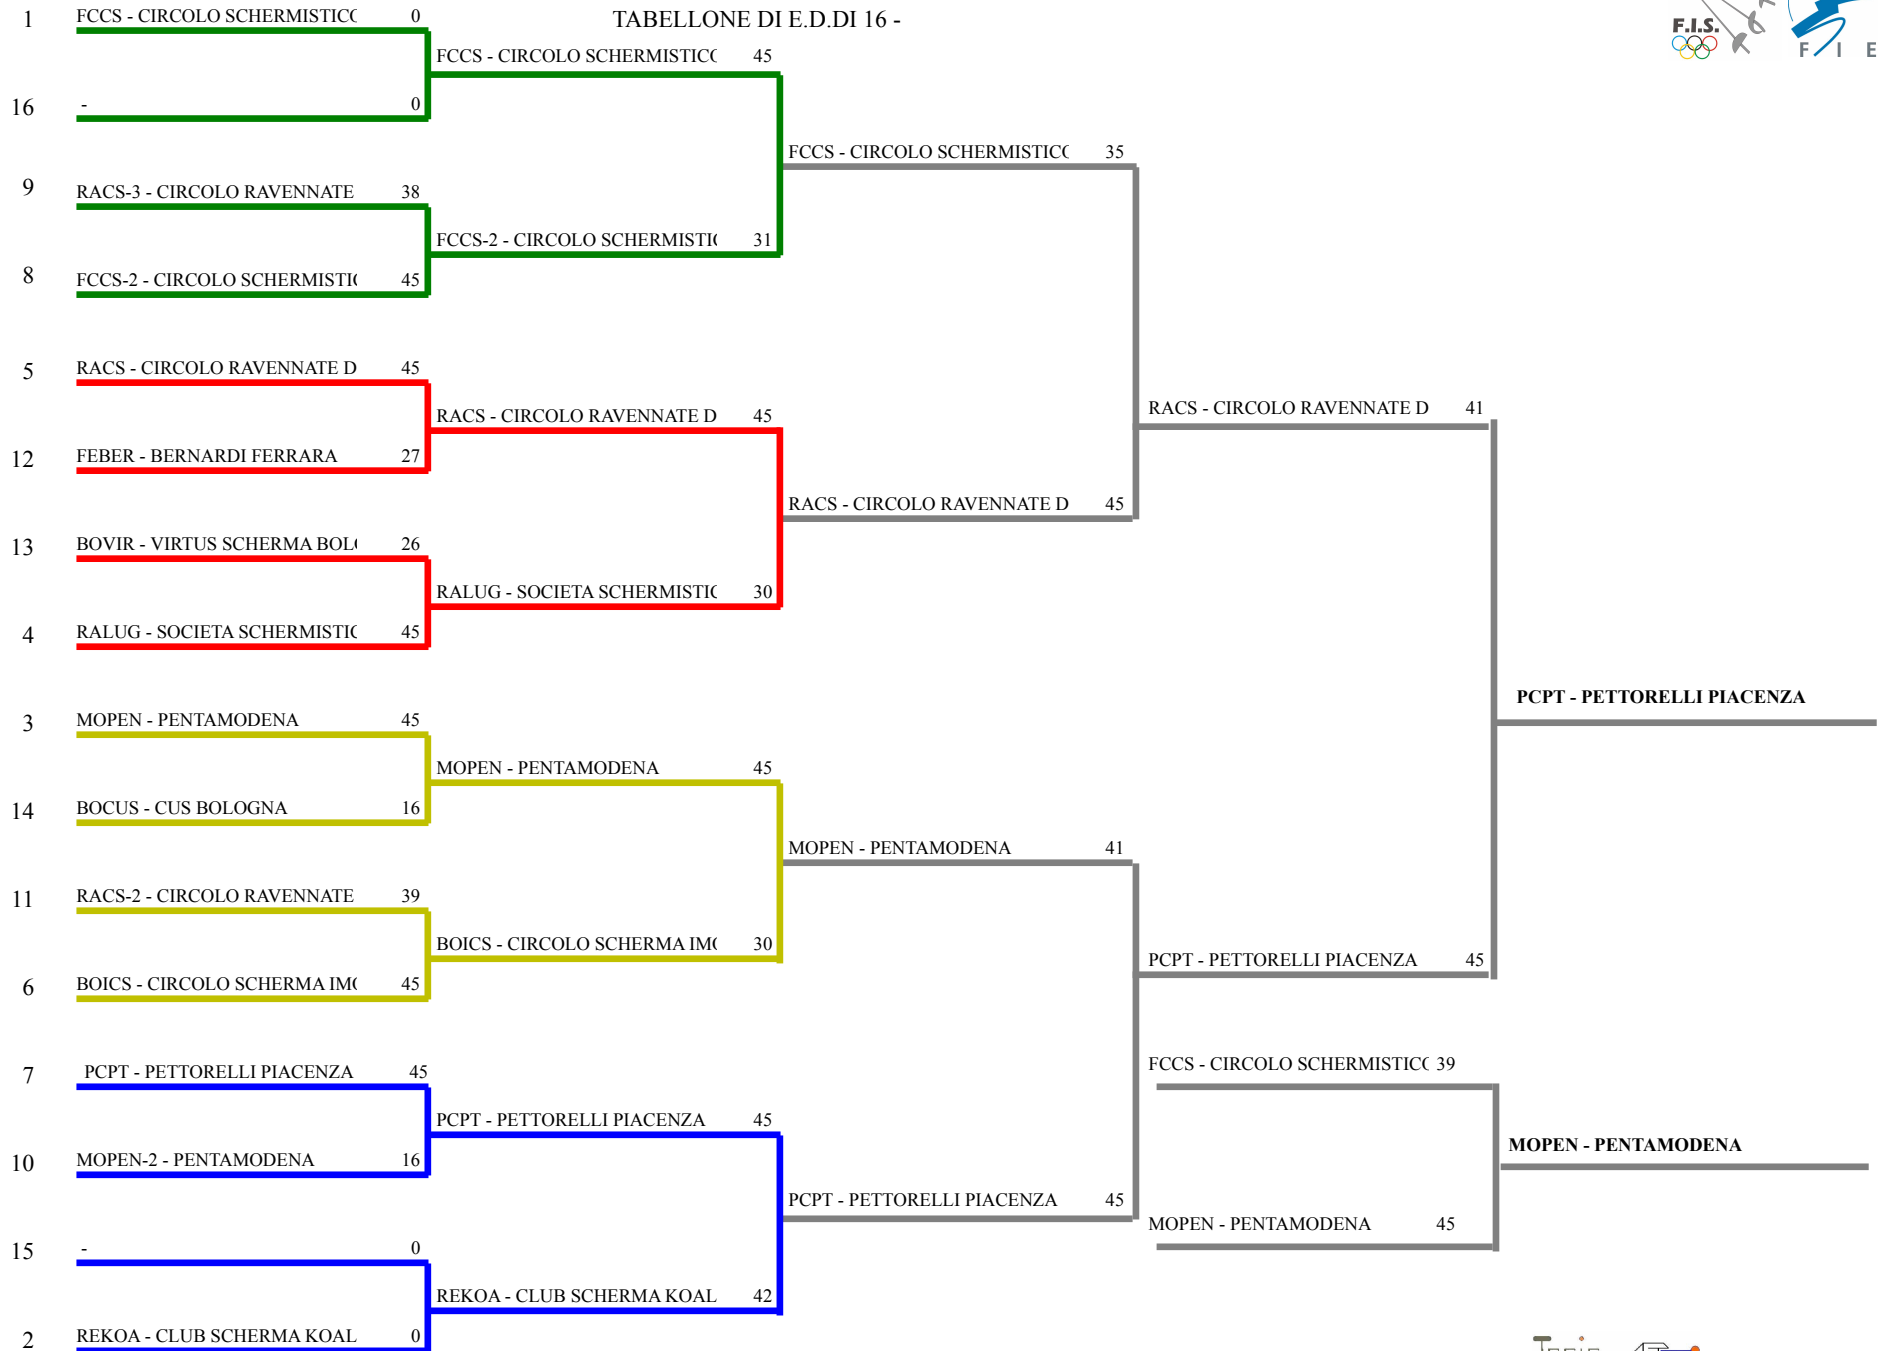 TABELLONE DI E.D.DI 16 -
F.I.S.
F I E
1 FCCS - CIRCOLO SCHERMISTICO 0
16 - 0
9 RACS-3 - CIRCOLO RAVENNATE 38
8 FCCS-2 - CIRCOLO SCHERMISTI 45
5 RACS - CIRCOLO RAVENNATE D 45
12 FEBER - BERNARDI FERRARA 27
13 BOVIR - VIRTUS SCHERMA BOL 26
4 RALUG - SOCIETA SCHERMISTIC 45
3 MOPEN - PENTAMODENA 45
14 BOCUS - CUS BOLOGNA 16
11 RACS-2 - CIRCOLO RAVENNATE 39
6 BOICS - CIRCOLO SCHERMA IM 45
7 PCPT - PETTORELLI PIACENZA 45
10 MOPEN-2 - PENTAMODENA 16
15 - 0
2 REKOA - CLUB SCHERMA KOAL 0
FCCS - CIRCOLO SCHERMISTICO 45
FCCS-2 - CIRCOLO SCHERMISTI 31
RACS - CIRCOLO RAVENNATE D 45
RALUG - SOCIETA SCHERMISTIC 30
MOPEN - PENTAMODENA 45
BOICS - CIRCOLO SCHERMA IM 30
PCPT - PETTORELLI PIACENZA 45
REKOA - CLUB SCHERMA KOAL 42
FCCS - CIRCOLO SCHERMISTICO 35
RACS - CIRCOLO RAVENNATE D 45
MOPEN - PENTAMODENA 41
PCPT - PETTORELLI PIACENZA 45
RACS - CIRCOLO RAVENNATE D 41
PCPT - PETTORELLI PIACENZA 45
PCPT - PETTORELLI PIACENZA
FCCS - CIRCOLO SCHERMISTICO 39
MOPEN - PENTAMODENA 45
MOPEN - PENTAMODENA